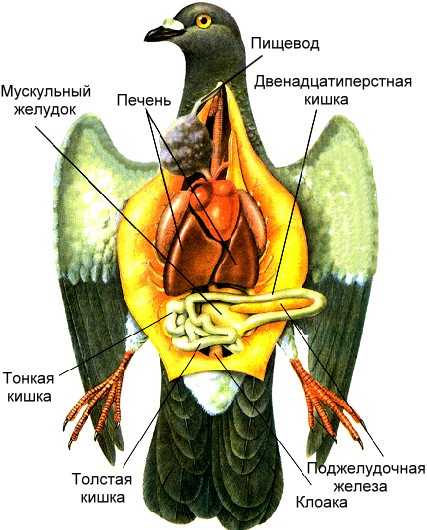 Пищевод
Двенадцатиперстная
кишка
Мускульный
желудок
Печень
Тонкая
кишка
Толстая
кишка
Поджелудочная
железа
Клоака